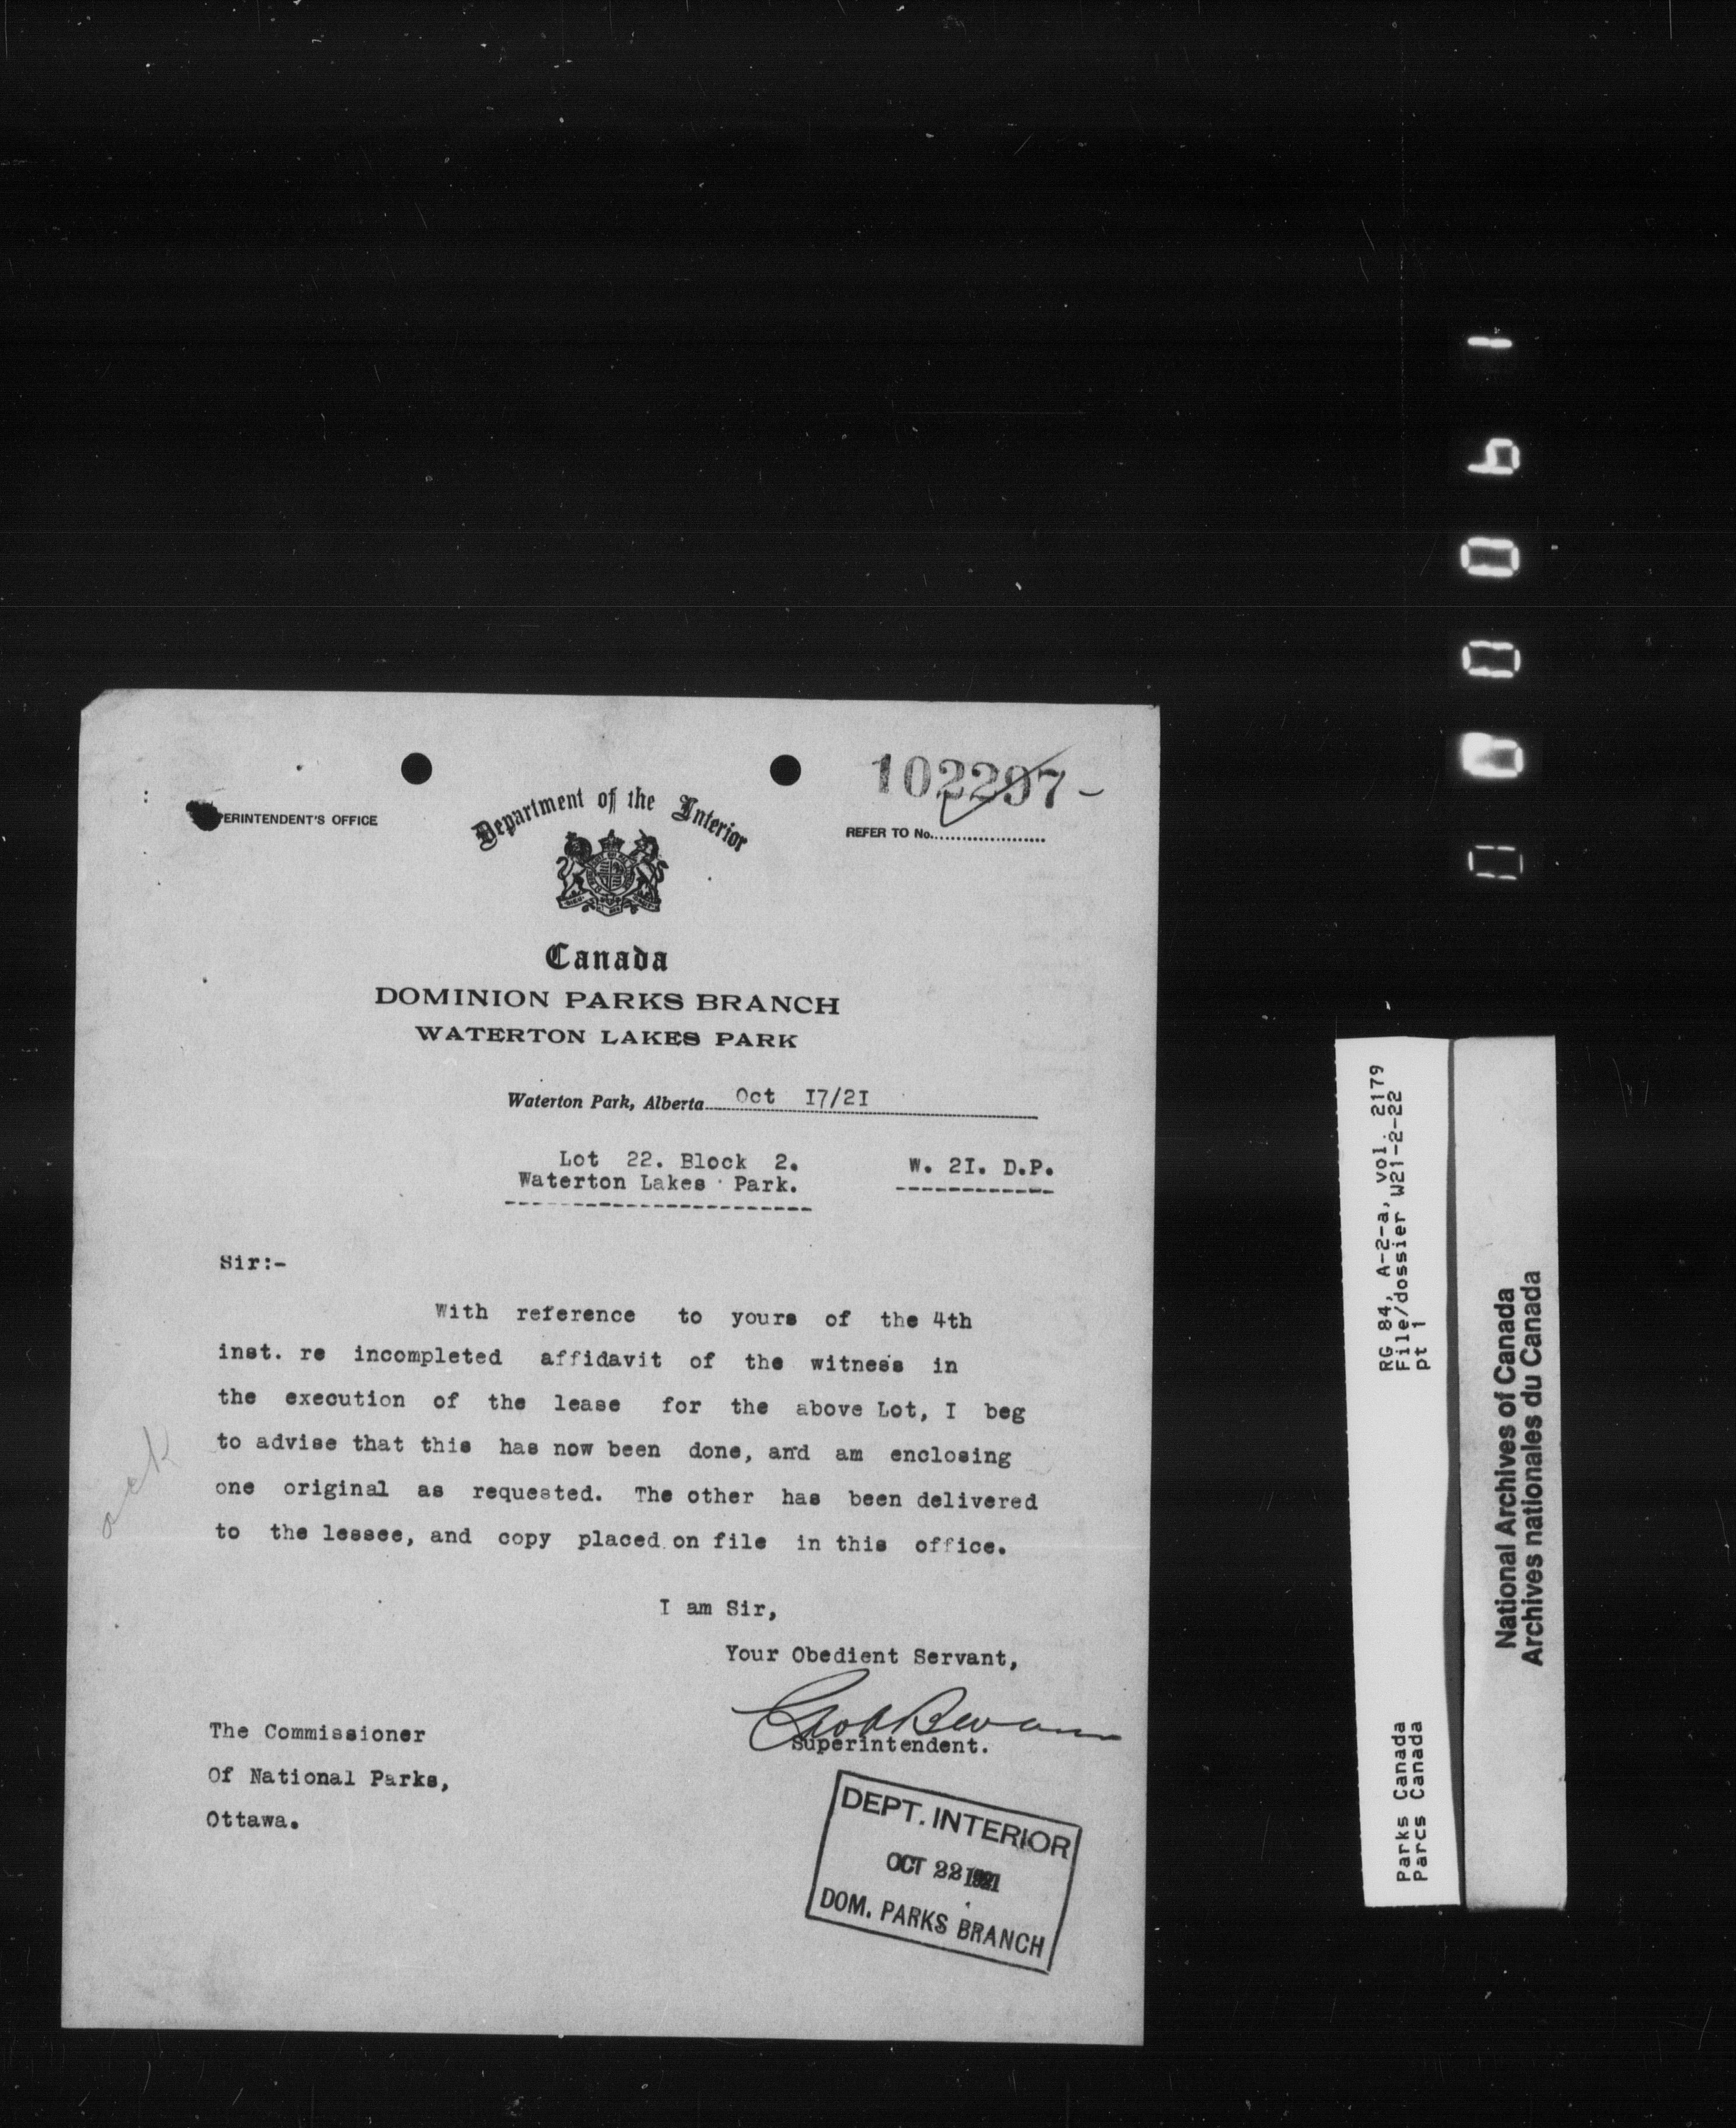 102297-
ERINTENDENT'S OFFICE
Department of the Interior
REFER TO No.
Canada
DOMINION PARKS BRANCH
WATERTON LAKES PARK
Waterton Park, Alberta Oct I7/2I
Lot 22. Block 2.
W. 2I. D.P.
Waterton Lakes Park.
Sir:-
With reference to yours of the 4th
inst. re incompleted affidavit of the witness in
the execution of the lease for the above Lot, I beg
to advise that this has now been done, and am enclosing
one original as requested. The other has been delivered
to the lessee, and copy placed on file in this office.
I am Sir,
Your Obedient Servant,
Superintendent.
The Commissioner
Of National Parks,
Ottawa.
DEPT. INTERIOR
OCT 22 1921
DOM. PARKS BRANCH
RG 84, A-2-a, vol. 2179
File/dossier W21-2-22
pt 1
Parks Canada
Parcs Canada
National Archives of Canada
Archives nationales du Canada